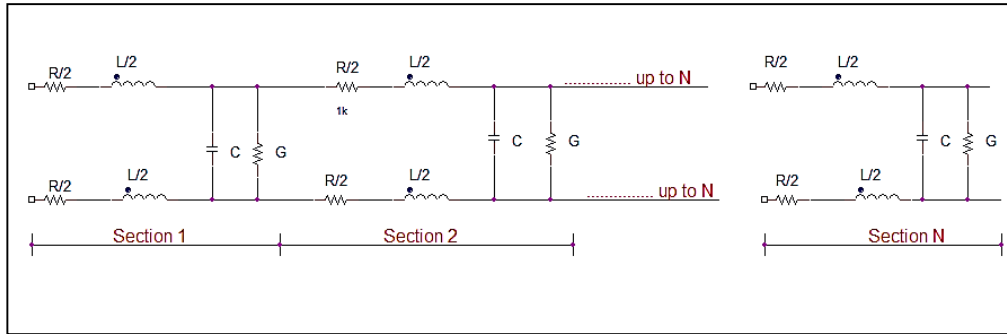 R/2 L/2 R/2 L/2 ......... up to N R/2 L/2
1k
C G C G C G
R/2 L/2 R/2 L/2 ............... up to N R/2 L/2
Section 1 Section 2 Section N